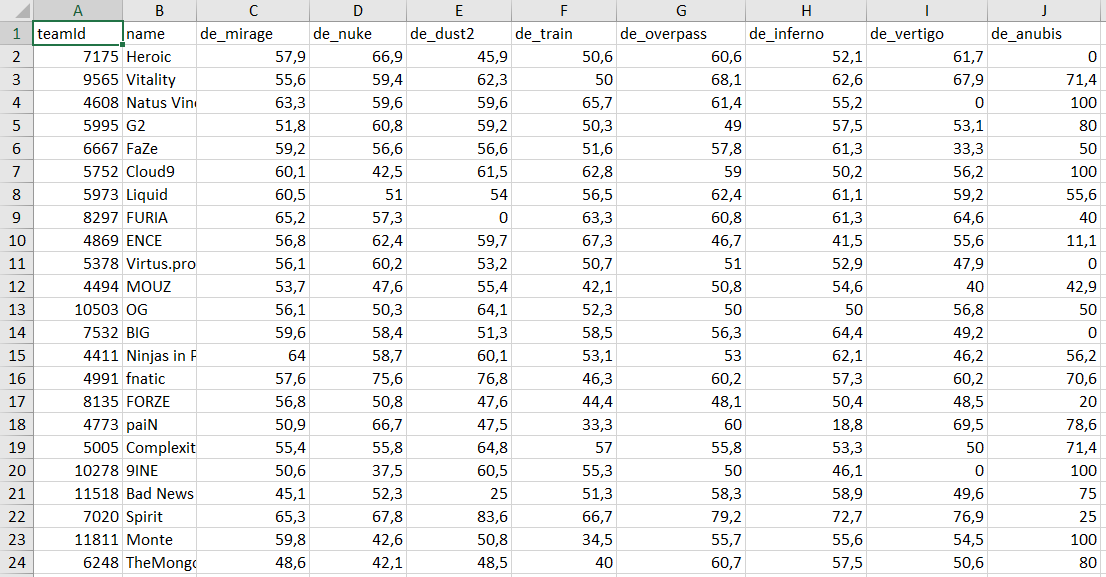 A B C D E F G H I J
1 teamId name de_mirage de_nuke de_dust2 de_train de_overpass de_inferno de_vertigo de_anubis
2 7175 Heroic 57,9 66,9 45,9 50,6 60,6 52,1 61,7 0
3 9565 Vitality 55,6 59,4 62,3 50 68,1 62,6 67,9 71,4
4 4608 Natus Vin 63,3 59,6 59,6 65,7 61,4 55,2 0 100
5 5995 G2 51,8 60,8 59,2 50,3 49 57,5 53,1 80
6 6667 FaZe 59,2 56,6 56,6 51,6 57,8 61,3 33,3 50
7 5752 Cloud9 60,1 42,5 61,5 62,8 59 50,2 56,2 100
8 5973 Liquid 60,5 51 54 56,5 62,4 61,1 59,2 55,6
9 8297 FURIA 65,2 57,3 0 63,3 60,8 61,3 64,6 40
10 4869 ENCE 56,8 62,4 59,7 67,3 46,7 41,5 55,6 11,1
11 5378 Virtus.pro 56,1 60,2 53,2 50,7 51 52,9 47,9 0
12 4494 MOUZ 53,7 47,6 55,4 42,1 50,8 54,6 40 42,9
13 10503 OG 56,1 50,3 64,1 52,3 50 50 56,8 50
14 7532 BIG 59,6 58,4 51,3 58,5 56,3 64,4 49,2 0
15 4411 Ninjas in P 64 58,7 60,1 53,1 53 62,1 46,2 56,2
16 4991 fnatic 57,6 75,6 76,8 46,3 60,2 57,3 60,2 70,6
17 8135 FORZE 56,8 50,8 47,6 44,4 48,1 50,4 48,5 20
18 4773 paiN 50,9 66,7 47,5 33,3 60 18,8 69,5 78,6
19 5005 Complexit 55,4 55,8 64,8 57 55,8 53,3 50 71,4
20 10278 9INE 50,6 37,5 60,5 55,3 50 46,1 0 100
21 11518 Bad News 45,1 52,3 25 51,3 58,3 58,9 49,6 75
22 7020 Spirit 65,3 67,8 83,6 66,7 79,2 72,7 76,9 25
23 11811 Monte 59,8 42,6 50,8 34,5 55,7 55,6 54,5 100
24 6248 TheMong 48,6 42,1 48,5 40 60,7 57,5 50,6 80